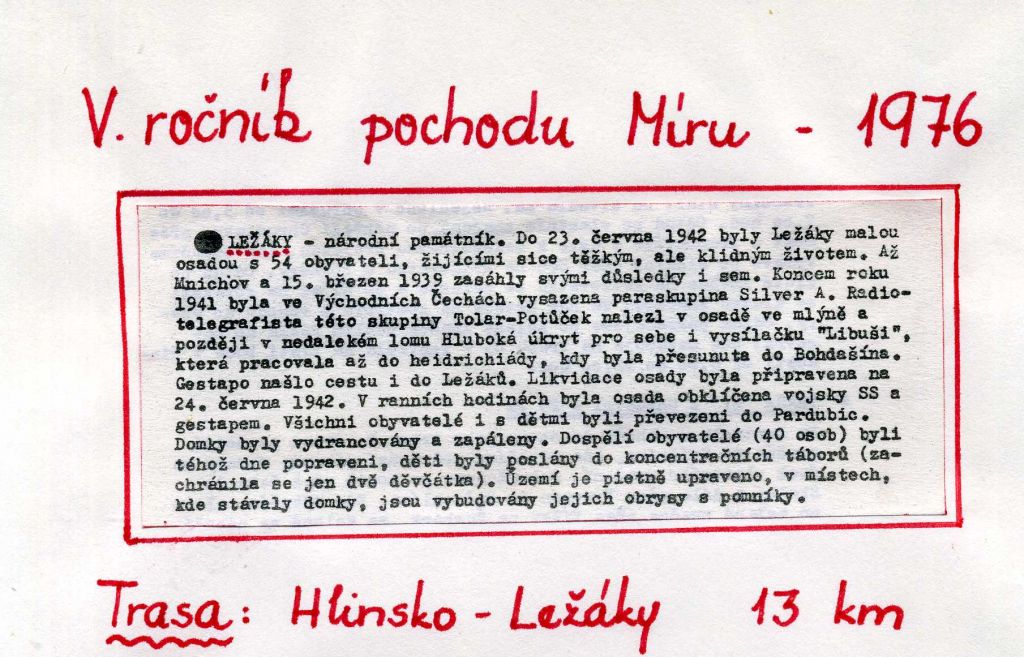 V. ročník pochodu Míru - 1976
LEŽÁKY - národní památník. Do 23. června 1942 byly Ležáky malou
osadou s 54 obyvateli, žijícími sice těžkým, ale klidným životem. Až
Mnichov a 15. březen 1939 zasáhly svými důsledky i sem. Koncem roku
1941 byla ve Východních Čechách vysazena paraskupina Silver A. Radio-
telegrafista této skupiny Tolar-Potůček nalezl v osadě ve mlýně a
později v nedalekém lomu Hluboká úkryt pro sebe i vysílačku "Libuši",
která pracovala až do heidrichiády, kdy byla přesunuta do Bohdašína.
Gestapo našlo cestu i do Ležáků. Likvidace osady byla připravena na
24. června 1942. V ranních hodinách byla osada obklíčena vojsky SS a
gestapem. Všichni obyvatelé i s dětmi byli převezeni do Pardubic.
Domky byly vydrancovány a zapáleny. Dospělí obyvatelé (40 osob) byli
téhož dne popraveni, děti byly poslány do koncentračních táborů (za-
chránila se jen dvě děvčátka). Území je pietně upraveno, v místech,
kde stávaly domky, jsou vybudovány jejich obrysy s pomníky.
Trasa: Hlinsko - Ležáky 13 km